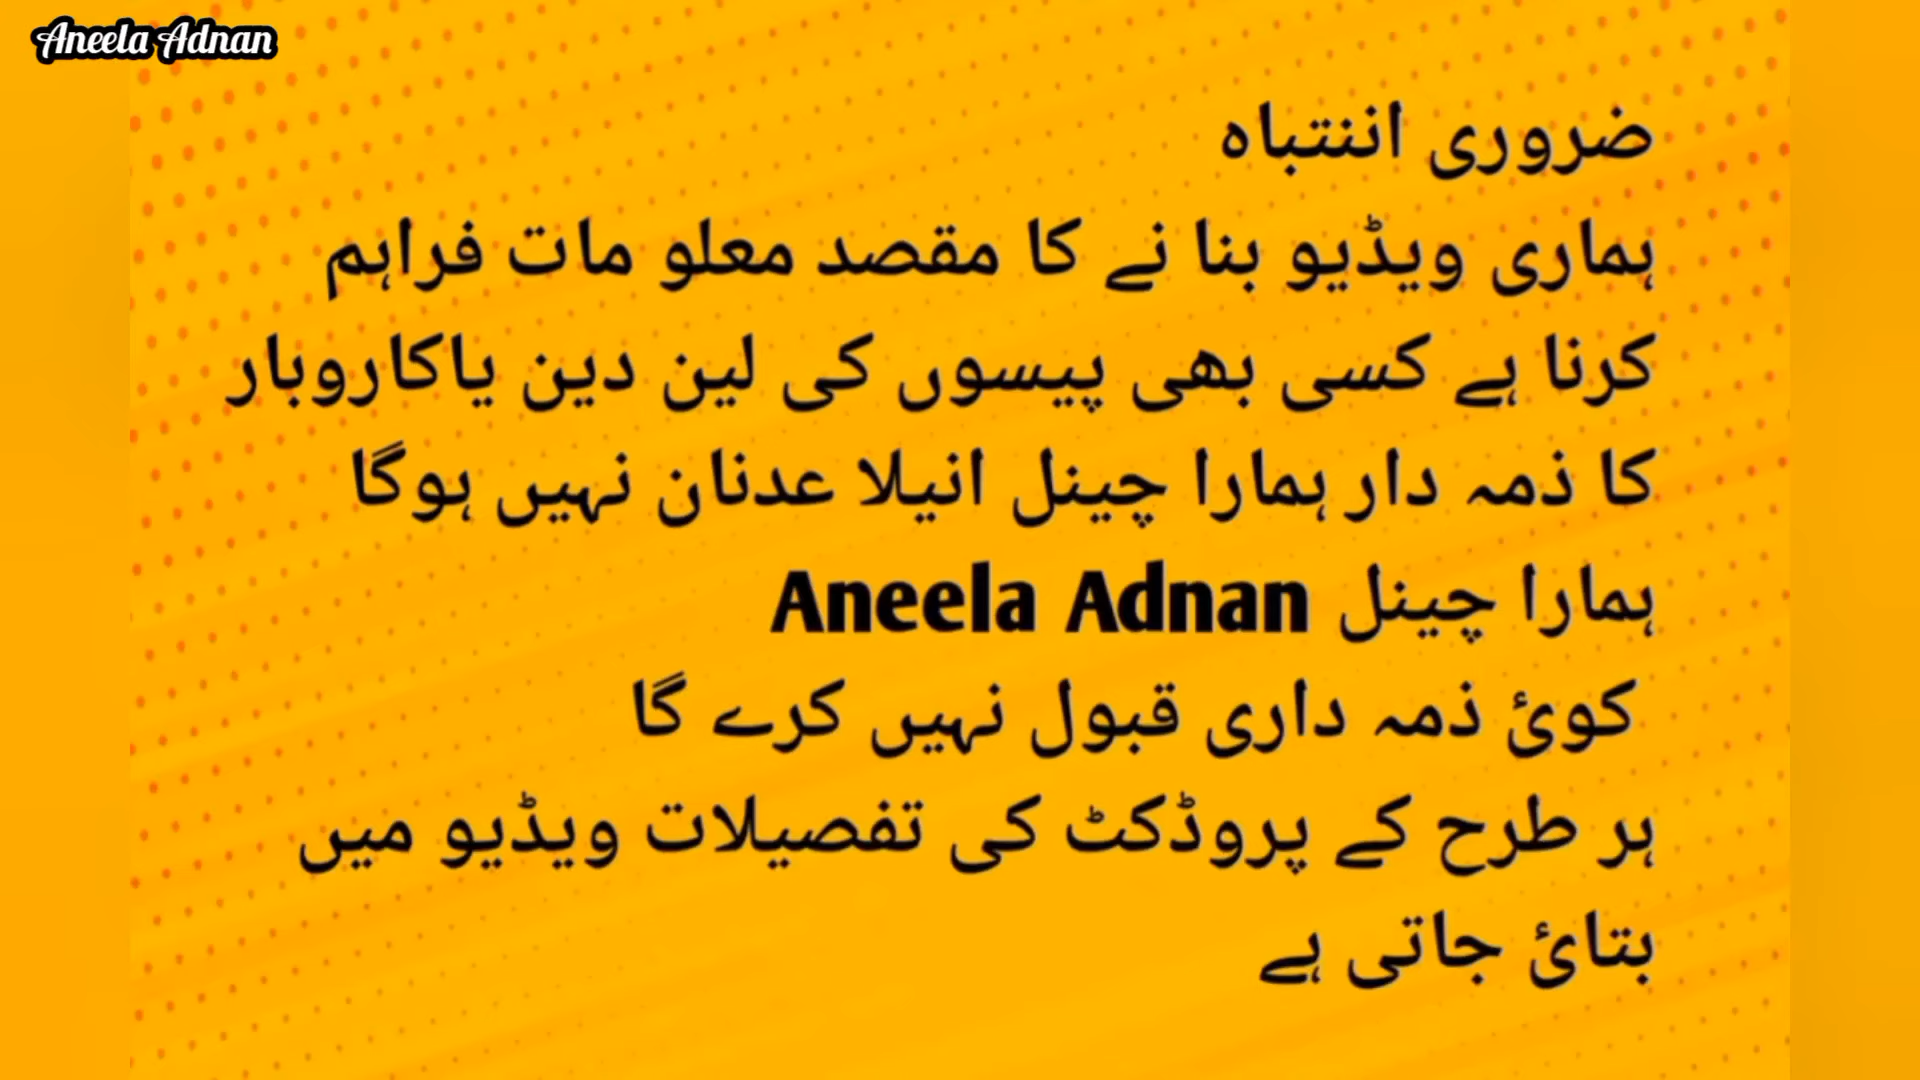 Aneela Adnan
ضروری اننتباہ
ہماری ویڈیو بنا نے کا مقصد معلو مات فراہم
کرنا ہے کسی بھی پیسوں کی لین دین یاکاروبار
کا ذمہ دار ہمارا چینل انیلا عدنان نہیں ہوگا
ہمارا چینل Aneela Adnan
کوئ ذمہ داری قبول نہیں کرے گا
ہر طرح کے پروڈکٹ کی تفصیلات ویڈیو میں
بتائ جاتی ہے